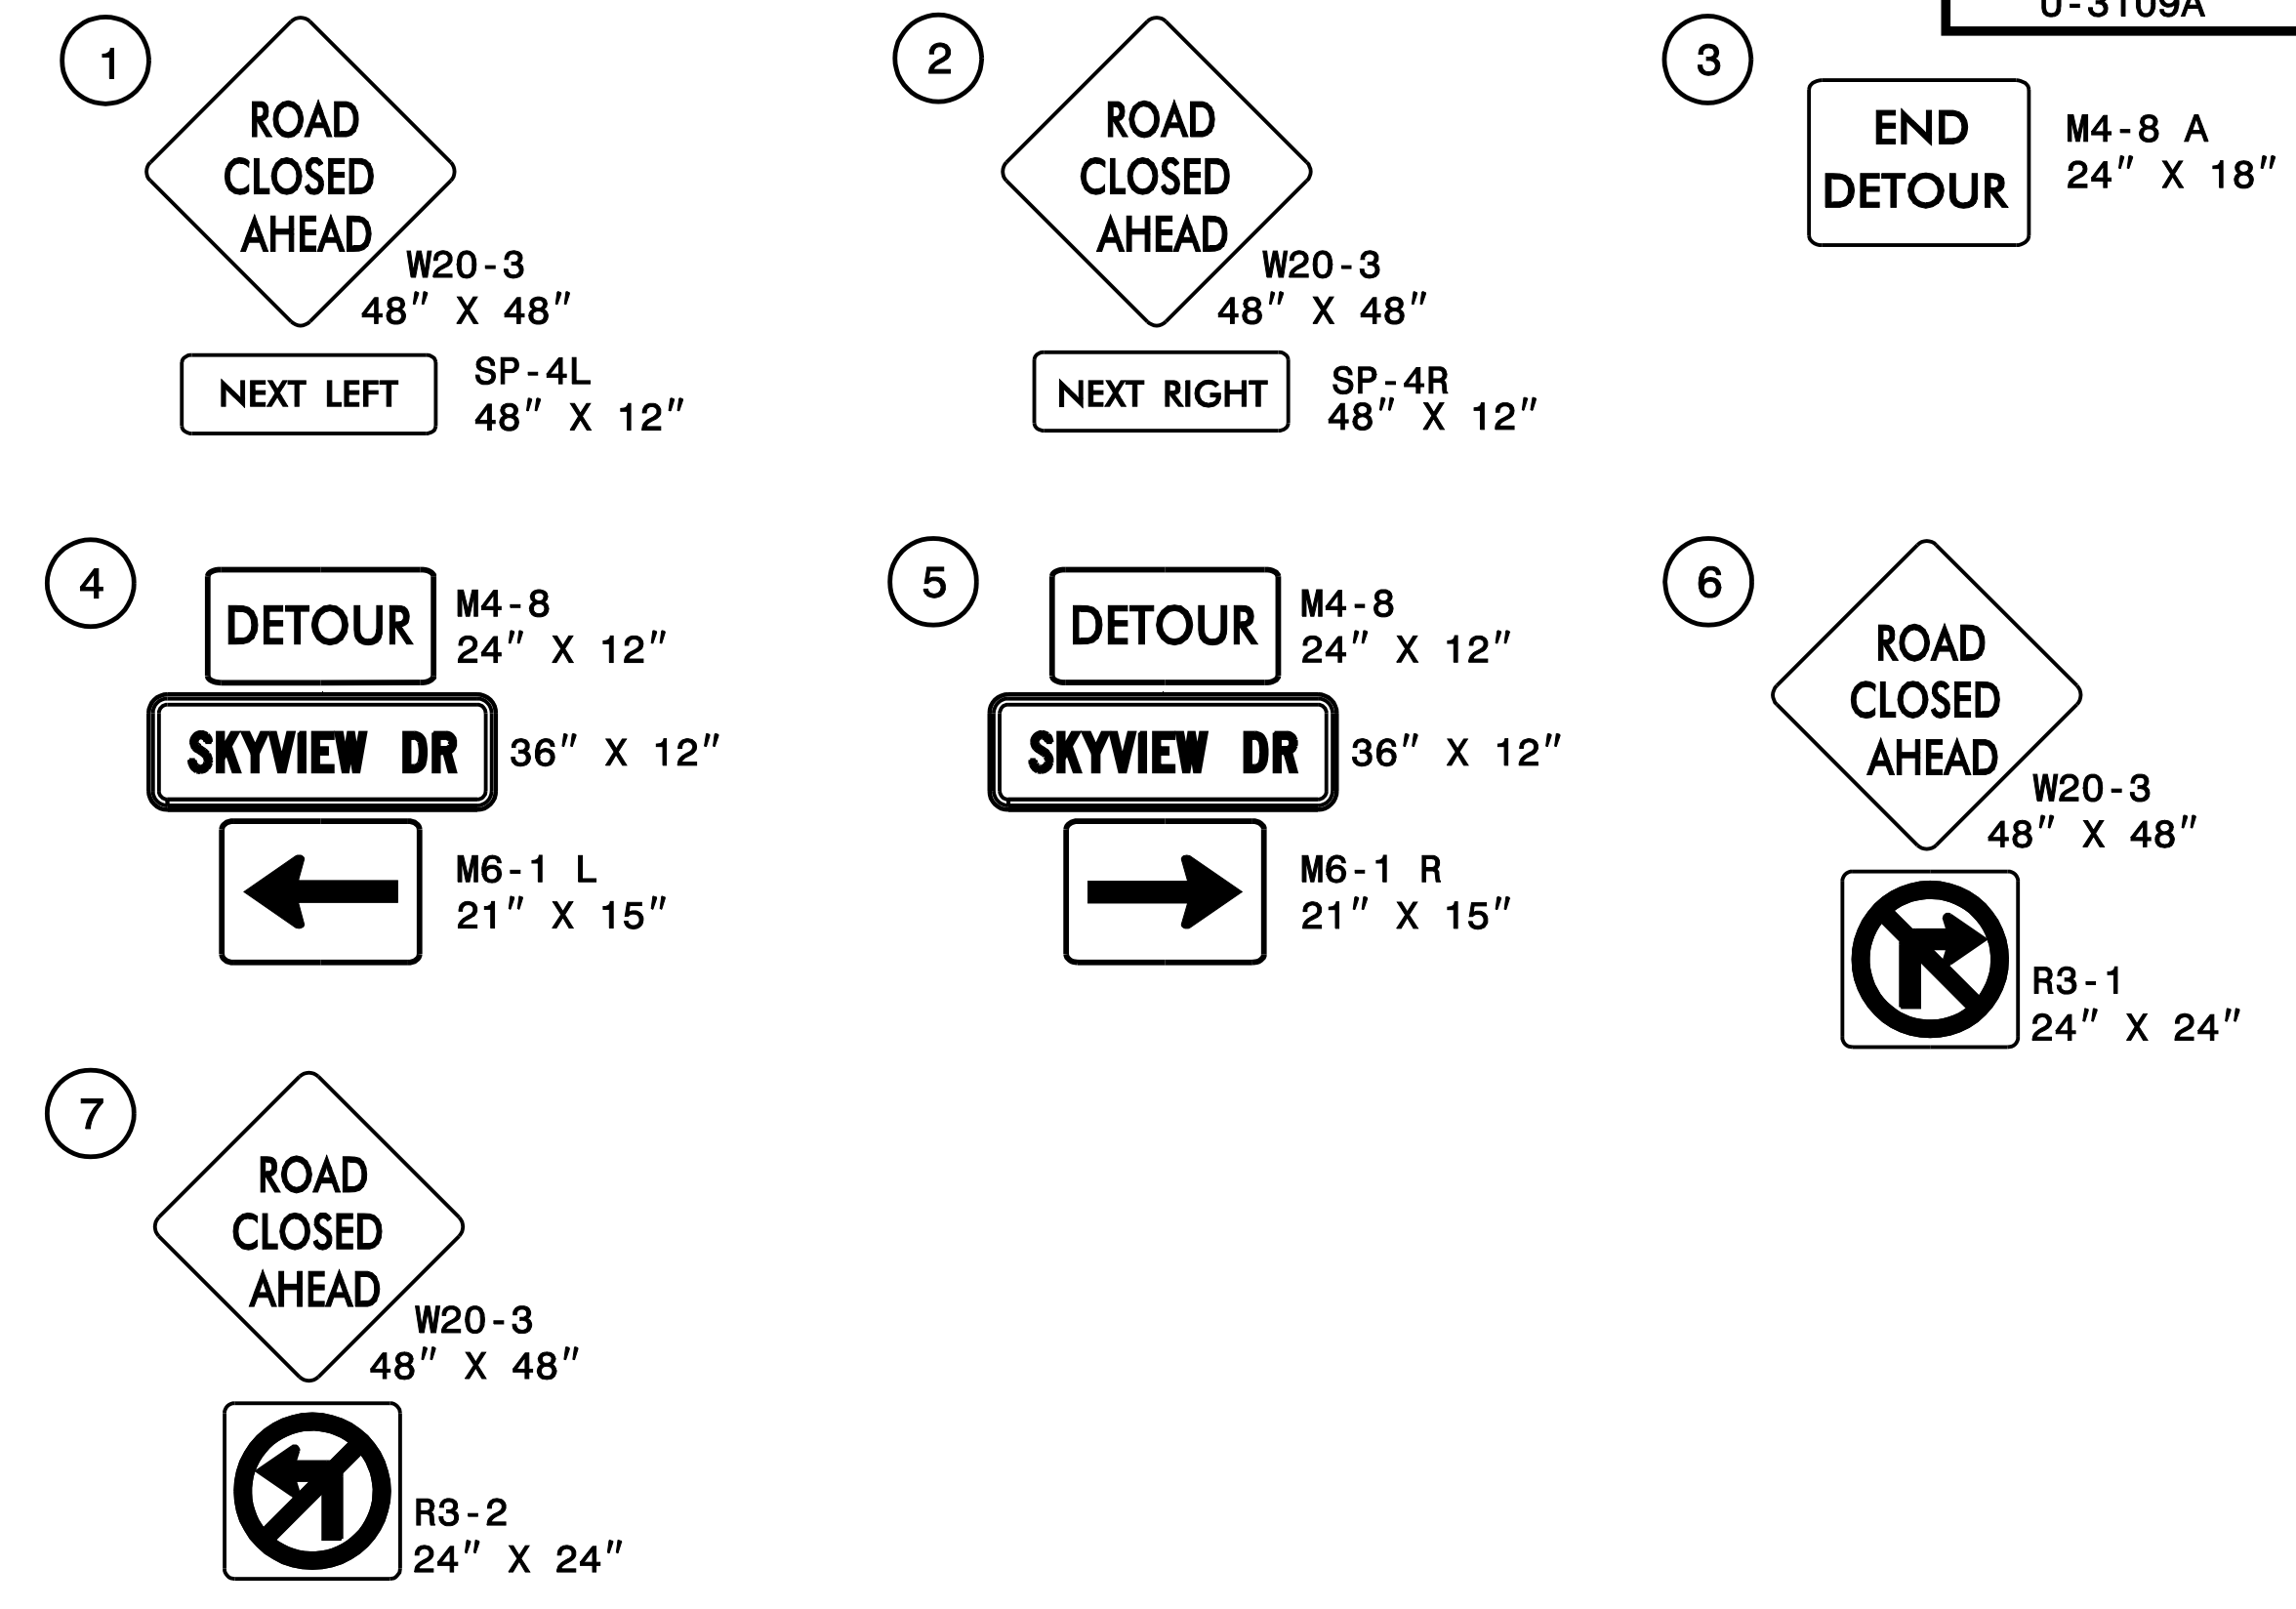 U-3109A
1
ROAD
CLOSED
AHEAD
W20-3
48" X 48"
NEXT LEFT
SP-4L
48" X 12"
2
ROAD
CLOSED
AHEAD
W20-3
48" X 48"
NEXT RIGHT
SP-4R
48" X 12"
3
END
DETOUR
M4-8 A
24" X 18"
4
DETOUR
M4-8
24" X 12"
SKYVIEW DR
36" X 12"
M6-1 L
21" X 15"
5
DETOUR
M4-8
24" X 12"
SKYVIEW DR
36" X 12"
M6-1 R
21" X 15"
6
ROAD
CLOSED
AHEAD
W20-3
48" X 48"
R3-1
24" X 24"
7
ROAD
CLOSED
AHEAD
W20-3
48" X 48"
R3-2
24" X 24"